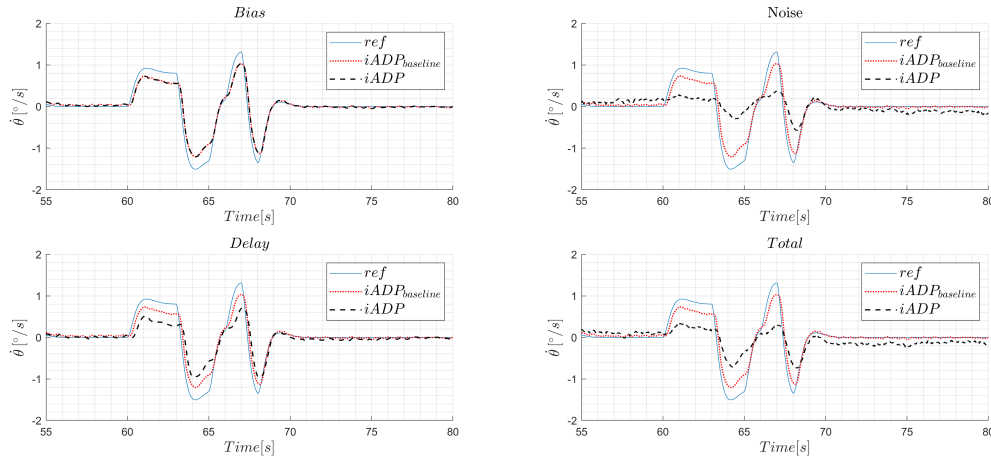 Bias
2
1
0
-1
-2
θ̇ [°/s]
ref
iADP_baseline
iADP
55 60 65 70 75 80
Time[s]
Noise
2
1
0
-1
-2
θ̇ [°/s]
ref
iADP_baseline
iADP
55 60 65 70 75 80
Time[s]
Delay
2
1
0
-1
-2
θ̇ [°/s]
ref
iADP_baseline
iADP
55 60 65 70 75 80
Time[s]
Total
2
1
0
-1
-2
θ̇ [°/s]
ref
iADP_baseline
iADP
55 60 65 70 75 80
Time[s]